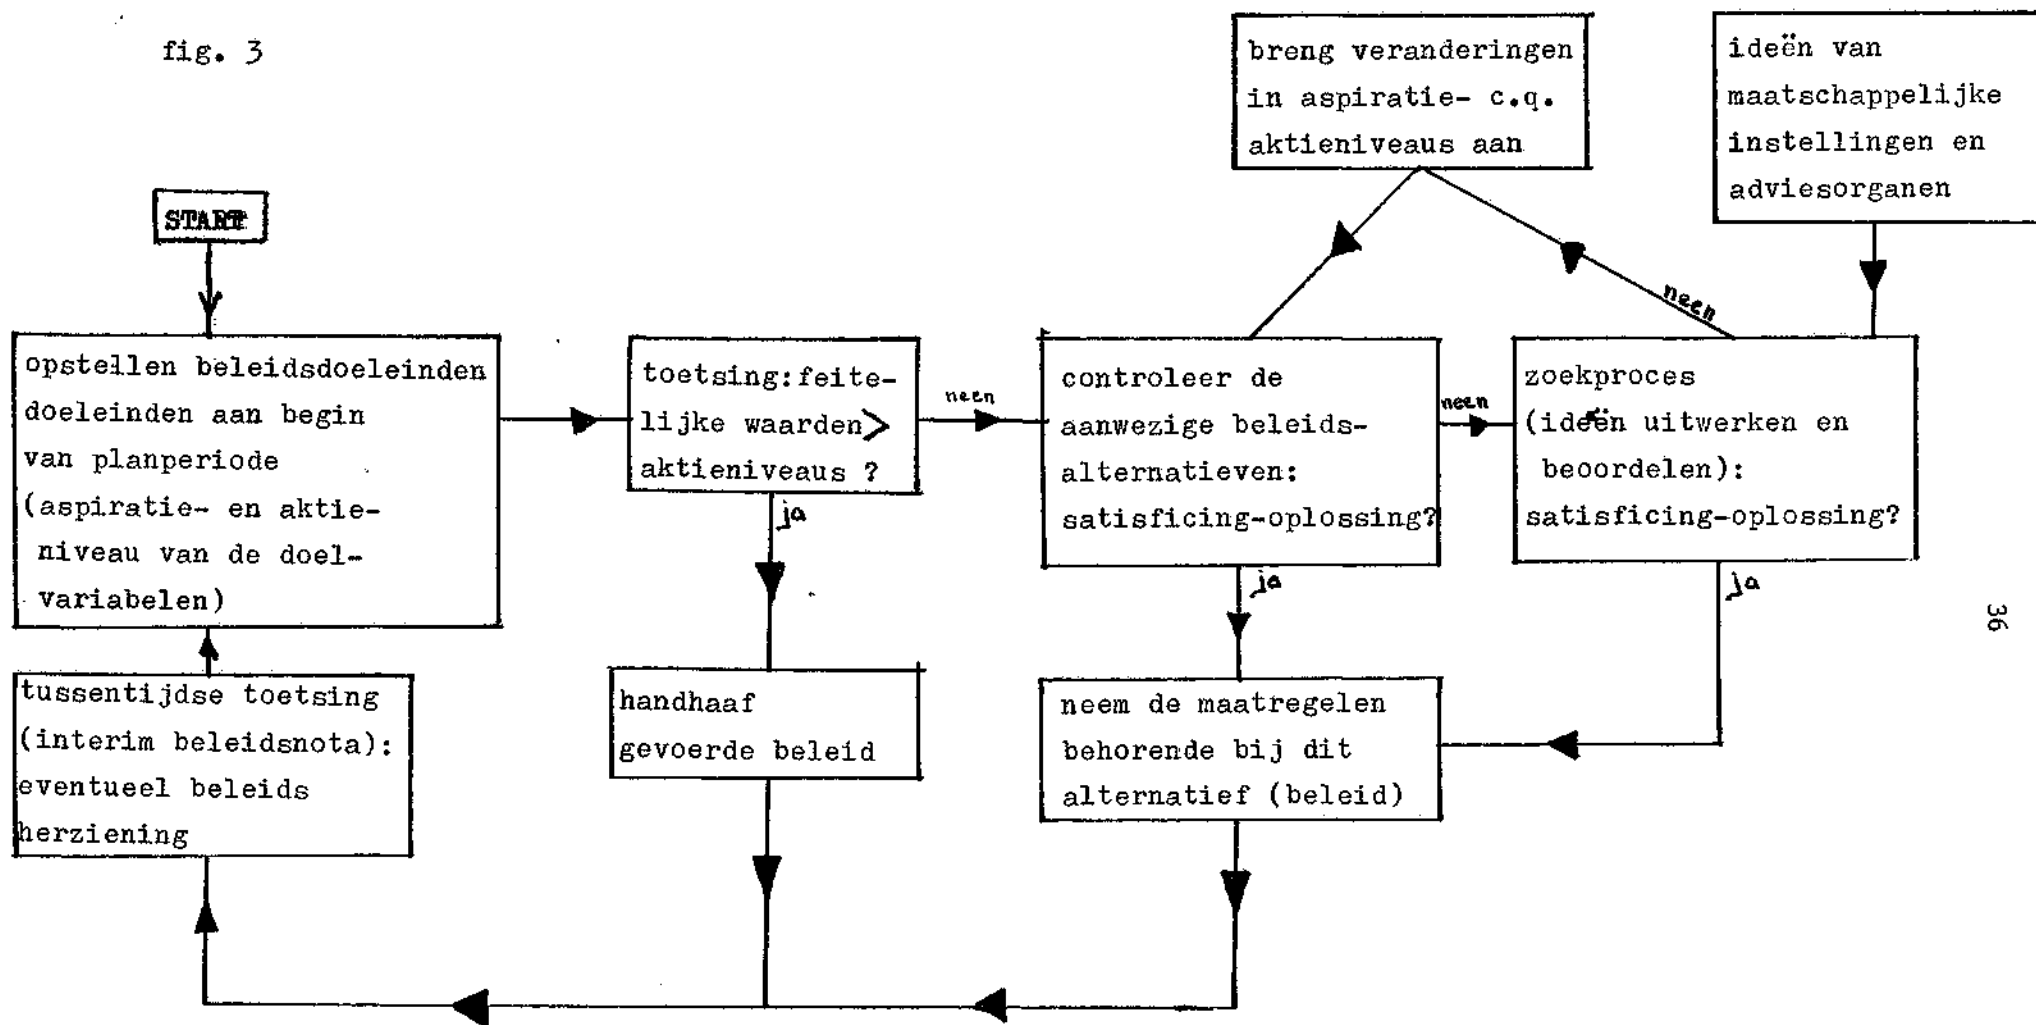 fig. 3
START
opstellen beleidsdoeleinden
doeleinden aan begin
van planperiode
(aspiratie- en aktie-
niveau van de doel-
variabelen)
toetsing:feite-
lijke waarden>
aktieniveaus ?
neen
ja
controleer de
aanwezige beleids-
alternatieven:
satisficing-oplossing?
neen
ja
zoekproces
(ideën uitwerken en
beoordelen):
satisficing-oplossing?
neen
ja
breng veranderingen
in aspiratie- c.q.
aktieniveaus aan
ideën van
maatschappelijke
instellingen en
adviesorganen
tussentijdse toetsing
(interim beleidsnota):
eventueel beleids
herziening
handhaaf
gevoerde beleid
neem de maatregelen
behorende bij dit
alternatief (beleid)
36